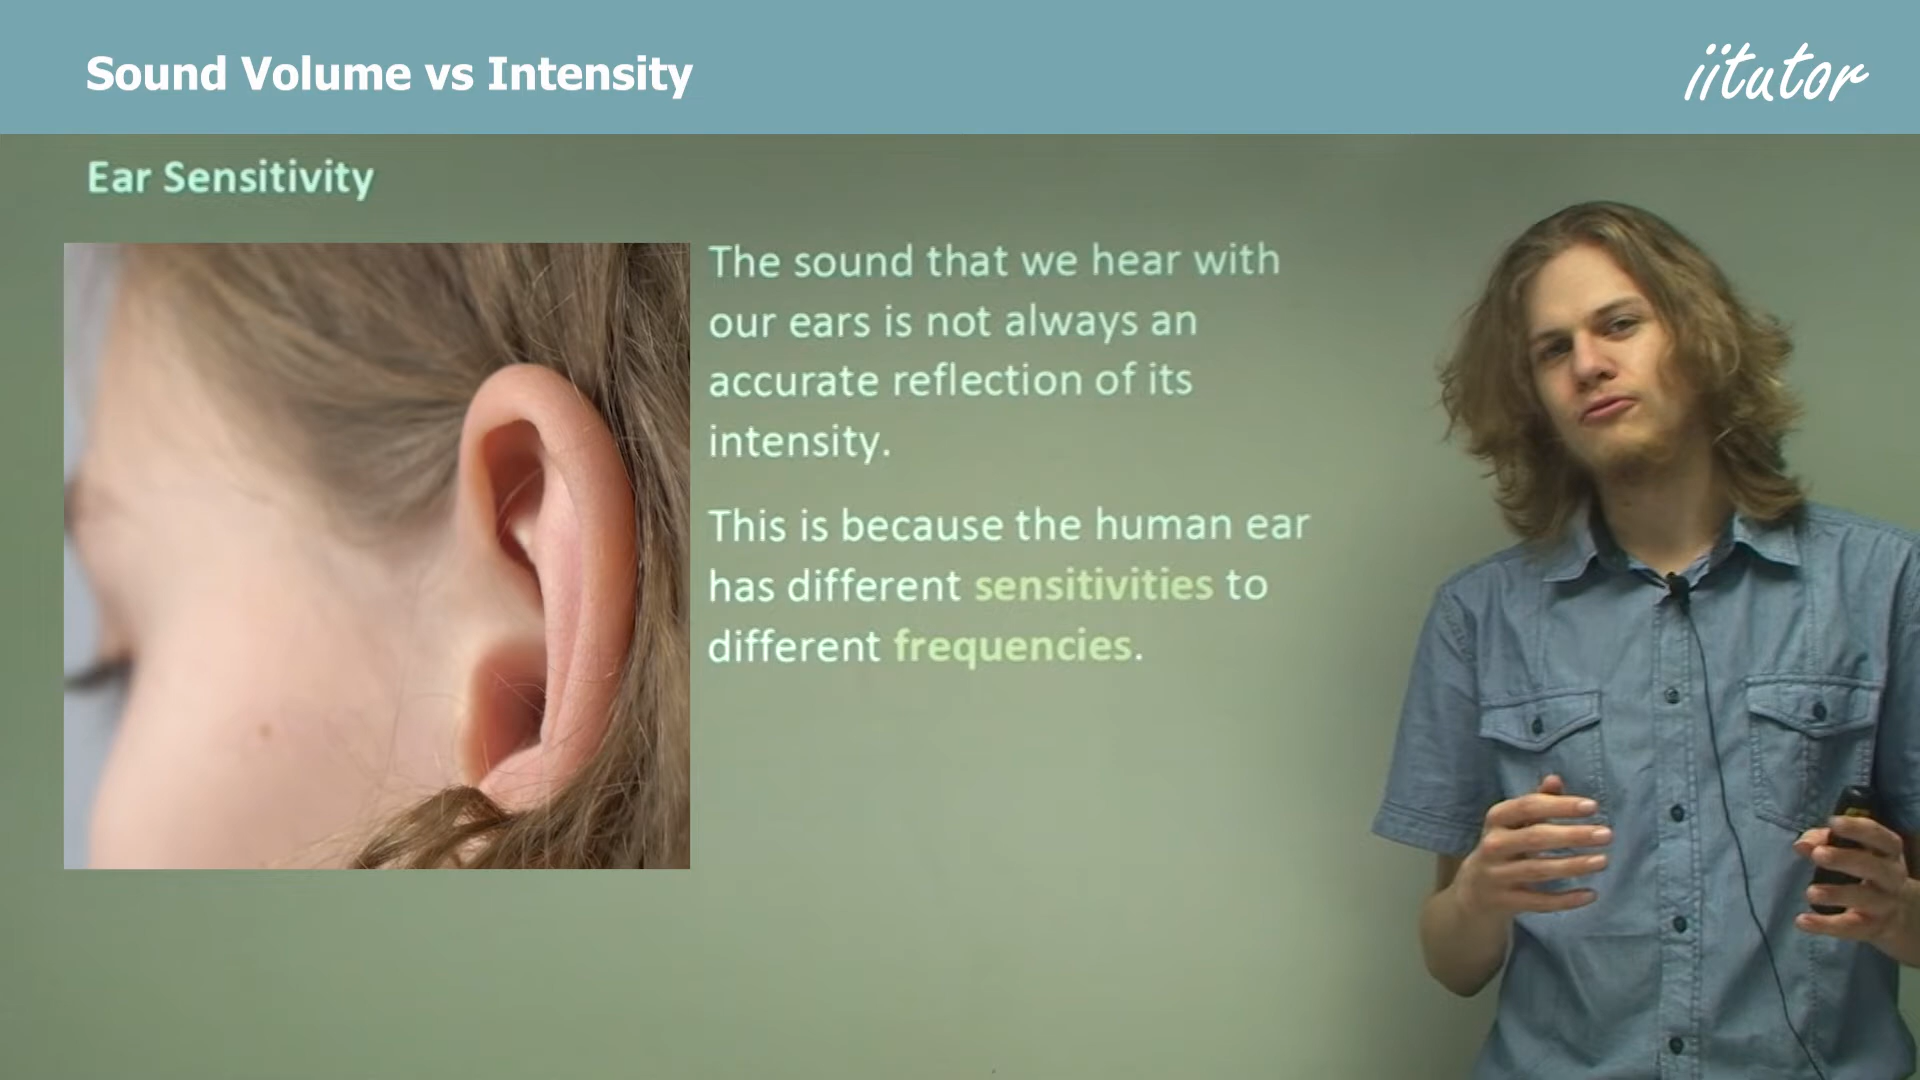 Sound Volume vs Intensity
iitutor
Ear Sensitivity
The sound that we hear with
our ears is not always an
accurate reflection of its
intensity.
This is because the human ear
has different sensitivities to
different frequencies.